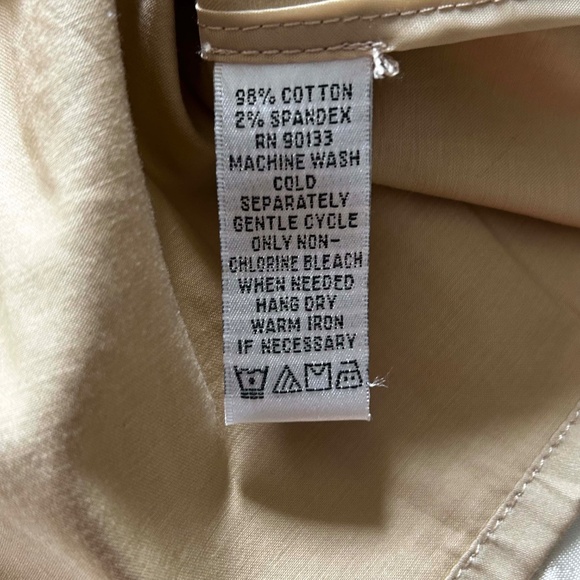 98% COTTON
2% SPANDEX
RN 90133
MACHINE WASH
COLD
SEPARATELY
GENTLE CYCLE
ONLY NON-
CHLORINE BLEACH
WHEN NEEDED
HANG DRY
WARM IRON
IF NECESSARY